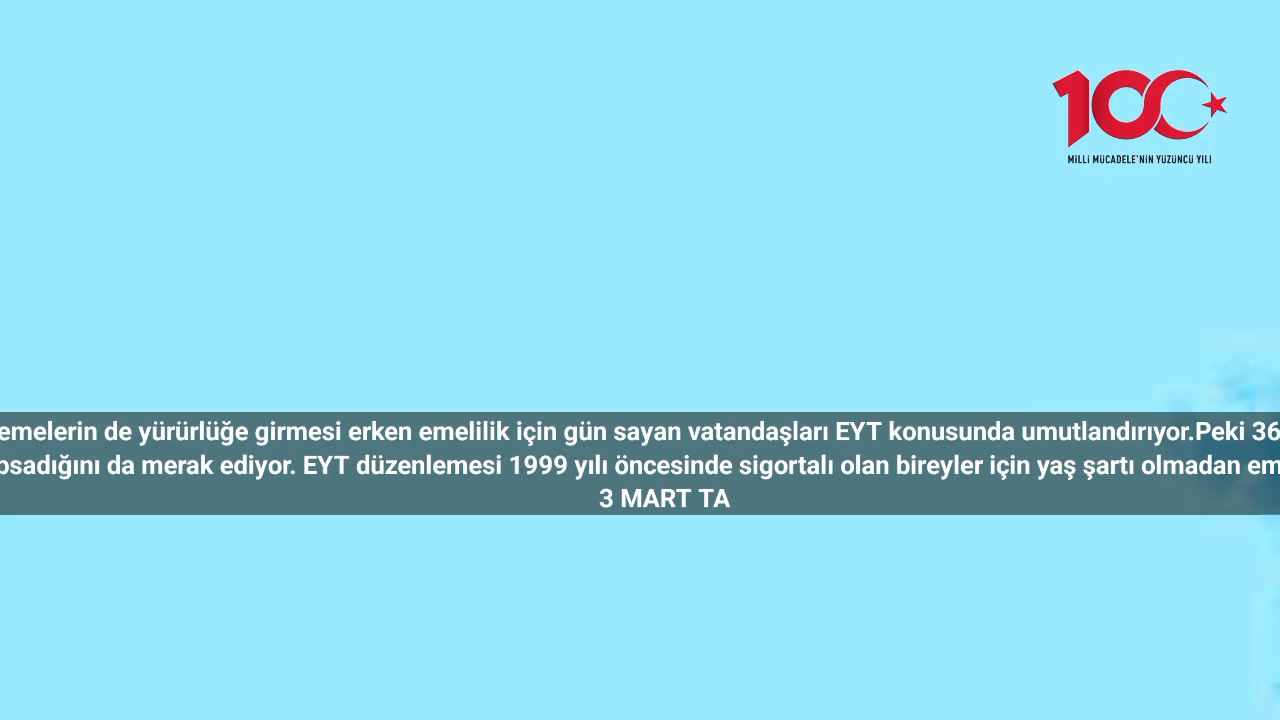 100
MİLLİ MÜCADELE'NİN YÜZÜNCÜ YILI
emelerin de yürürlüğe girmesi erken emelilik için gün sayan vatandaşları EYT konusunda umutlandırıyor.Peki 36
psadığını da merak ediyor. EYT düzenlemesi 1999 yılı öncesinde sigortalı olan bireyler için yaş şartı olmadan em
3 MART TA